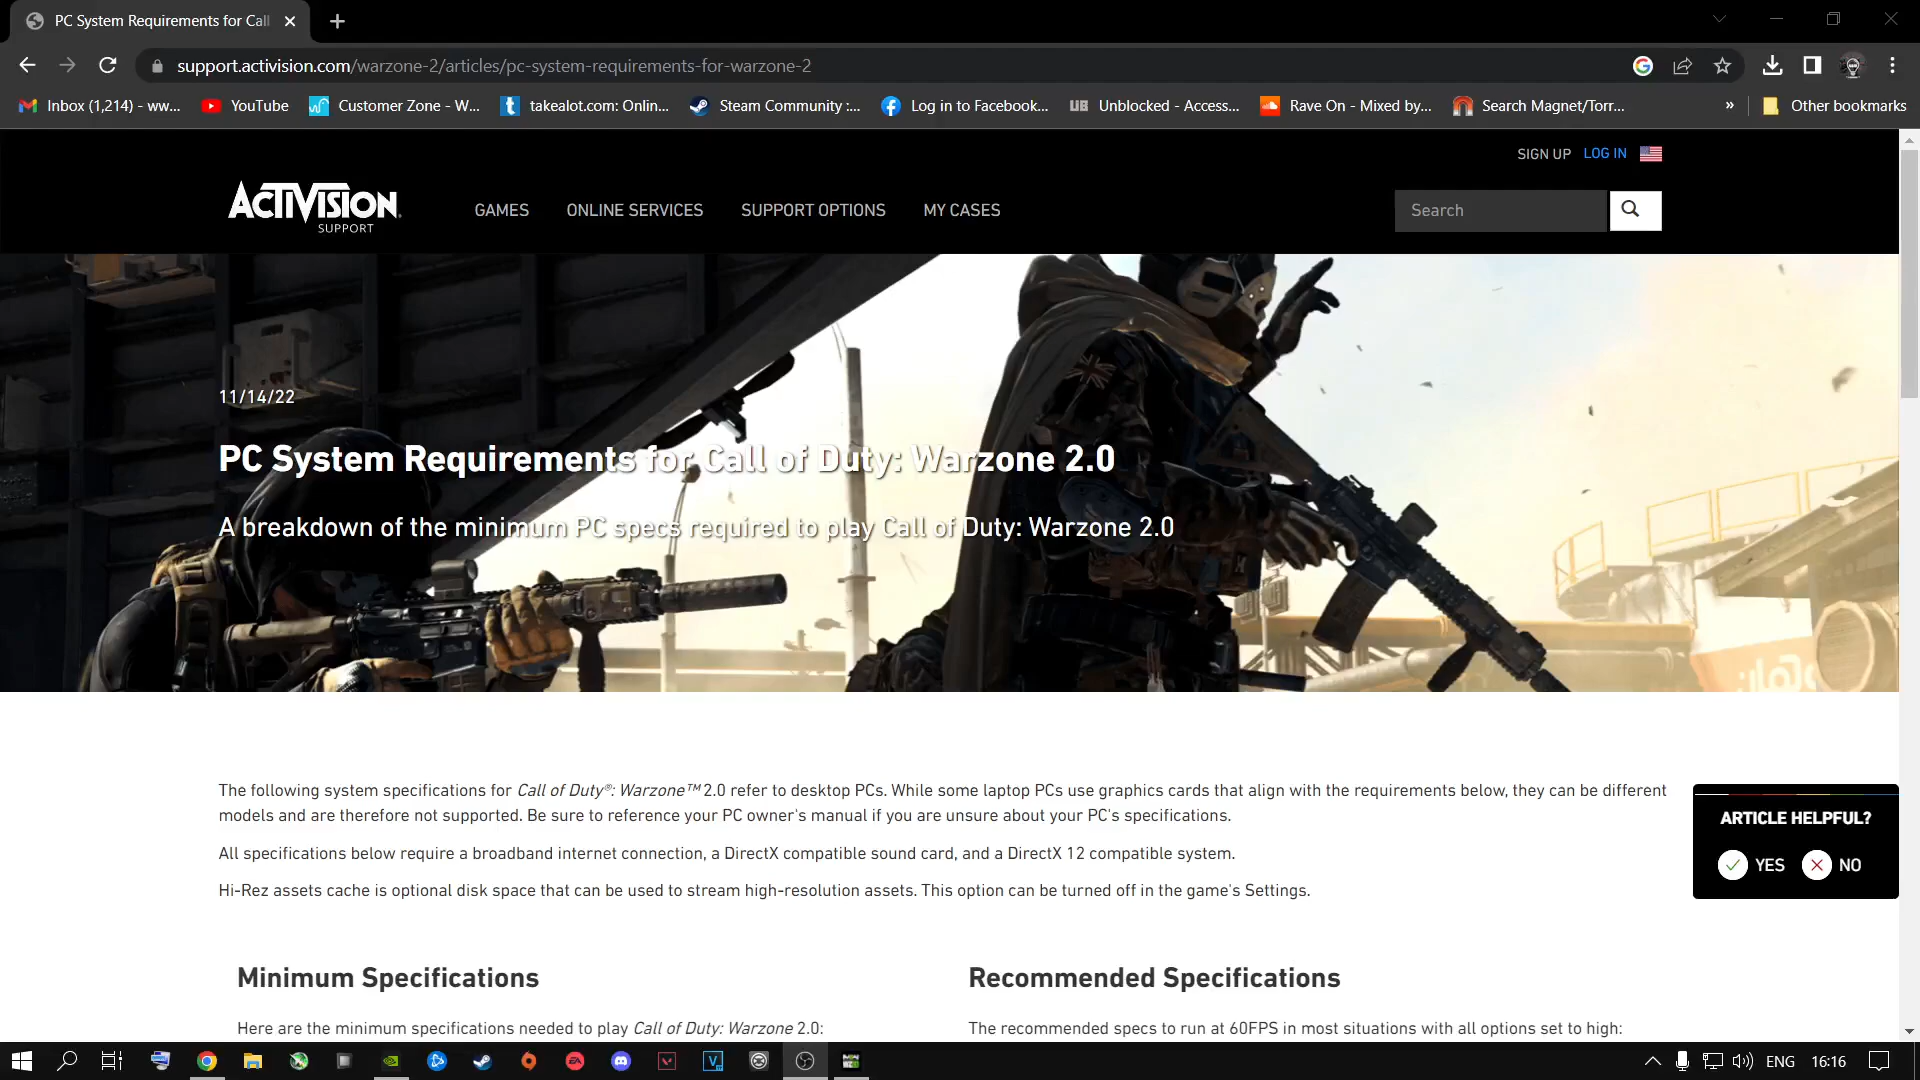 PC System Requirements for Call
support.activision.com/warzone-2/articles/pc-system-requirements-for-warzone-2
Inbox (1,214) - ww... YouTube Customer Zone - W... takealot.com: Onlin... Steam Community :... Log in to Facebook... UB Unblocked - Access... Rave On - Mixed by... Search Magnet/Torr... » Other bookmarks
SIGN UP LOG IN
ACTIVISION.
SUPPORT
GAMES ONLINE SERVICES SUPPORT OPTIONS MY CASES Search
11/14/22
PC System Requirements for Call of Duty: Warzone 2.0
A breakdown of the minimum PC specs required to play Call of Duty: Warzone 2.0
The following system specifications for Call of Duty®: Warzone™ 2.0 refer to desktop PCs. While some laptop PCs use graphics cards that align with the requirements below, they can be different
models and are therefore not supported. Be sure to reference your PC owner's manual if you are unsure about your PC's specifications.
All specifications below require a broadband internet connection, a DirectX compatible sound card, and a DirectX 12 compatible system.
Hi-Rez assets cache is optional disk space that can be used to stream high-resolution assets. This option can be turned off in the game's Settings.
ARTICLE HELPFUL?
YES NO
Minimum Specifications
Here are the minimum specifications needed to play Call of Duty: Warzone 2.0:
Recommended Specifications
The recommended specs to run at 60FPS in most situations with all options set to high:
ENG 16:16